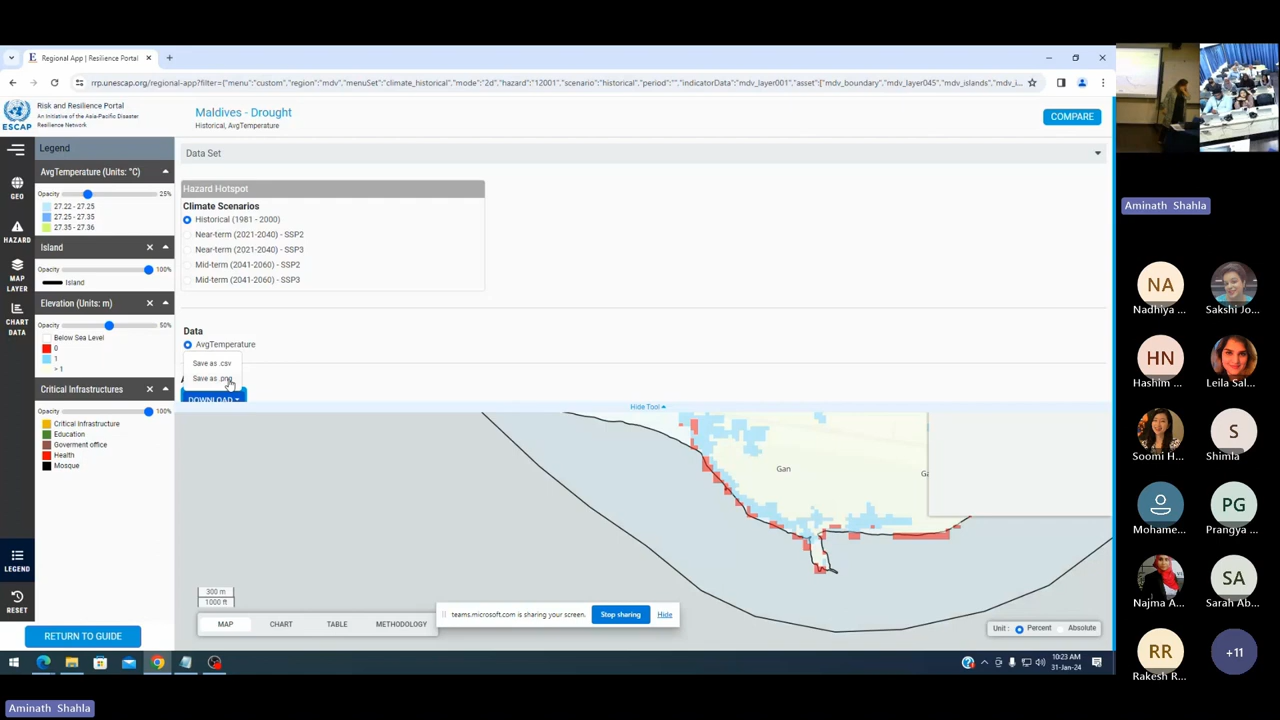 Regional App | Resilience Portal
rrp.unescap.org/regional-app?filter={"menu":"custom","region":"mdv","menuSet":"climate_historical","mode":"2d","hazard":"12001","scenario":"historical","period":"","indicatorData":"mdv_layer001","asset":["mdv_boundary","mdv_layer045","mdv_islands","mdv_i...
ESCAP
Risk and Resilience Portal
An Initiative of the Asia-Pacific Disaster
Resilience Network
Maldives - Drought
Historical, AvgTemperature
COMPARE
GEO
HAZARD
MAP
LAYER
CHART
DATA
LEGEND
RESET
Legend
AvgTemperature (Units: °C)
Opacity 25%
27.22 - 27.25
27.25 - 27.35
27.35 - 27.36
Island
Opacity 100%
Island
Elevation (Units: m)
Opacity 50%
Below Sea Level
0
1
> 1
Critical Infrastructures
Opacity 100%
Critical Infrastructure
Education
Goverment office
Health
Mosque
RETURN TO GUIDE
Data Set
Hazard Hotspot
Climate Scenarios
Historical (1981 - 2000)
Near-term (2021-2040) - SSP2
Near-term (2021-2040) - SSP3
Mid-term (2041-2060) - SSP2
Mid-term (2041-2060) - SSP3
Data
AvgTemperature
Save as .csv
Save as .png
DOWNLOAD
Hide Tool
Gan
300 m
1000 ft
teams.microsoft.com is sharing your screen.
Stop sharing
Hide
MAP
CHART
TABLE
METHODOLOGY
Unit : Percent Absolute
10:23 AM
31-Jan-24
Aminath Shahla
NA
Nadhiya ...
Sakshi Jo...
HN
Hashim ...
Leila Sal...
Soomi H...
S
Shimla
Mohame...
PG
Prangya ...
Najma A...
SA
Sarah Ab...
RR
Rakesh R...
+11
Aminath Shahla